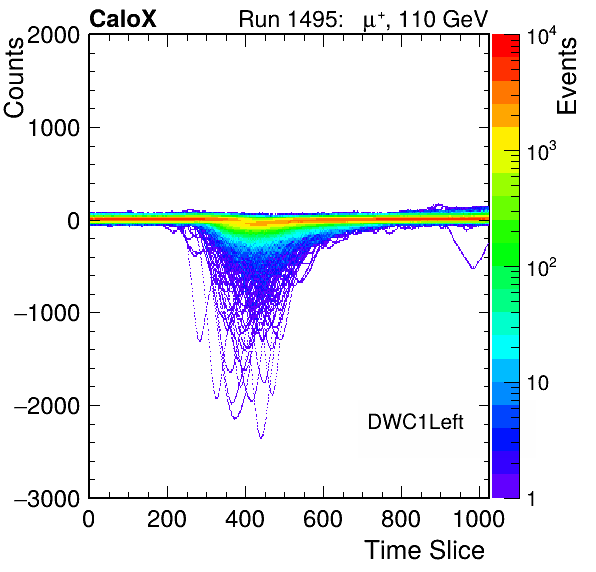 CaloX Run 1495: μ⁺, 110 GeV
Counts
Events
2000
1000
0
−1000
−2000
−3000
0 200 400 600 800 1000
Time Slice
DWC1Left
10⁴
10³
10²
10
1